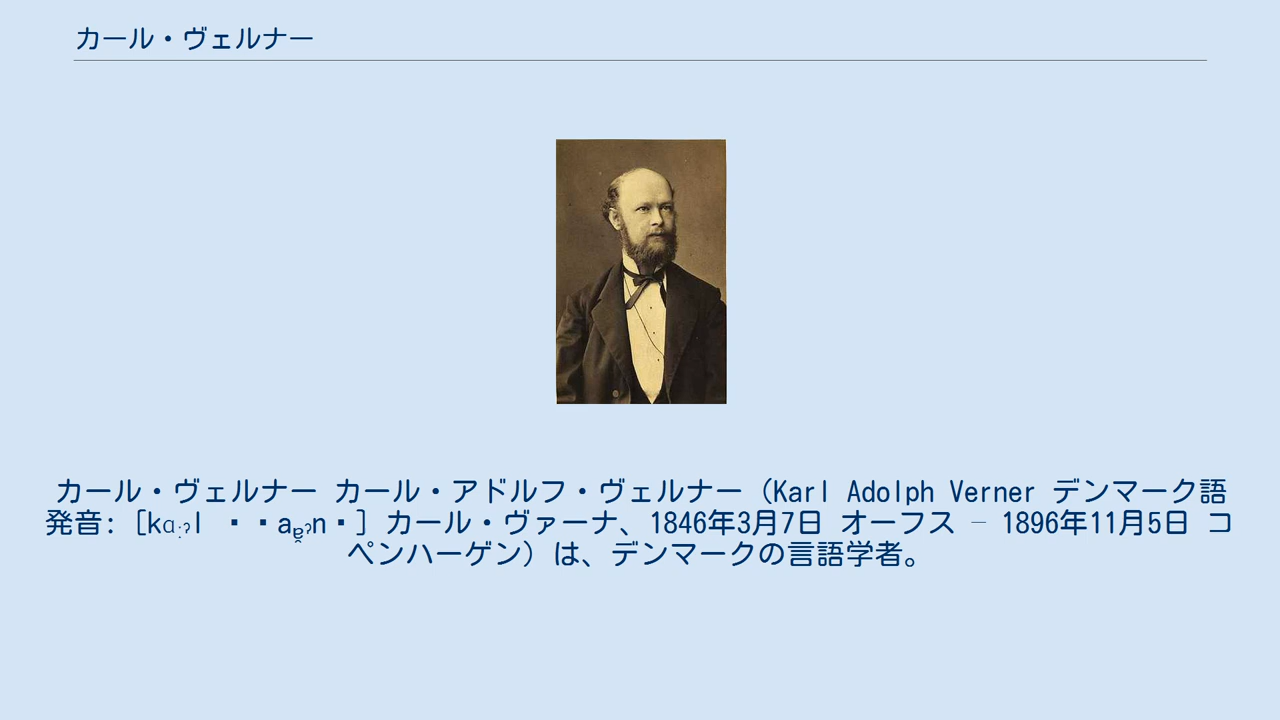 カール・ヴェルナー
カール・ヴェルナー カール・アドルフ・ヴェルナー（Karl Adolph Verner デンマーク語
発音: [kɑːˀl ▪▪aɐ̯ˀn▪] カール・ヴァーナ、1846年3月7日 オーフス – 1896年11月5日 コ
ペンハーゲン）は、デンマークの言語学者。